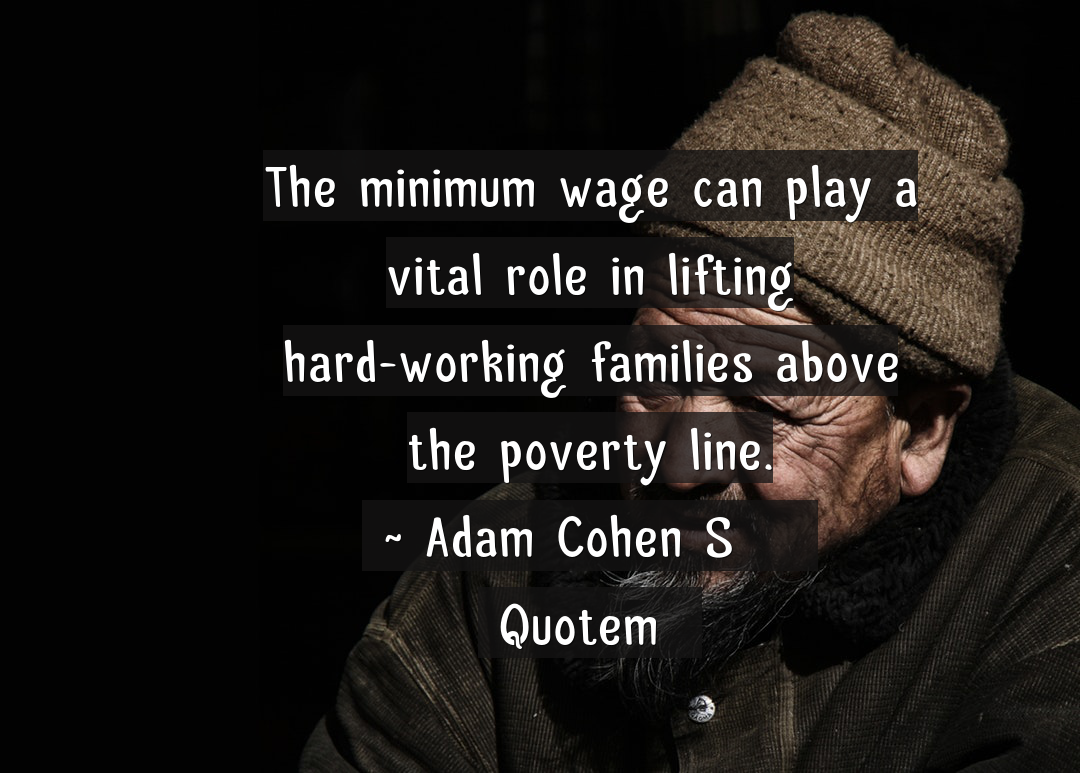 The minimum wage can play a
vital role in lifting
hard-working families above
the poverty line.
~ Adam Cohen S
Quotem